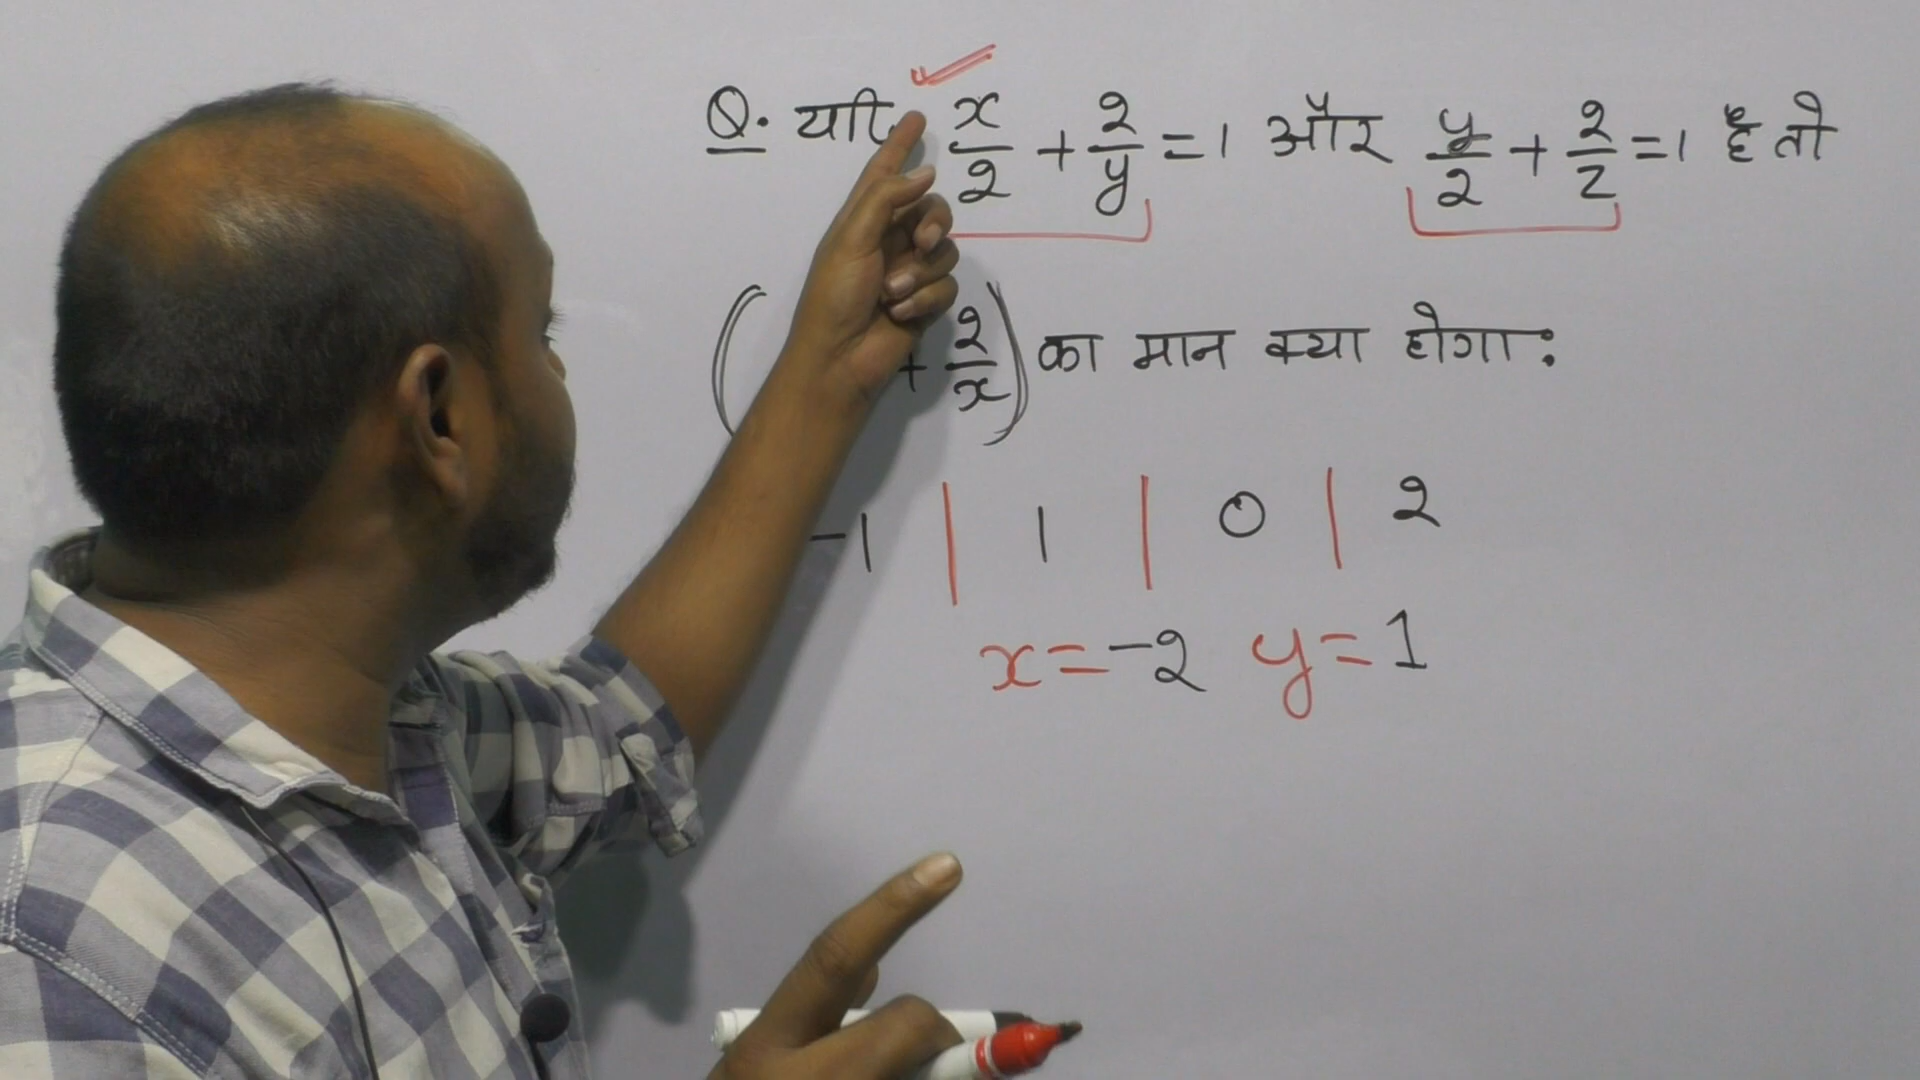 Q. यदि x/2 + 2/y = 1 और y/2 + 2/z = 1 है तो
( + 2/x) का मान क्या होगा:
-1 | 1 | 0 | 2
x = -2 y = 1